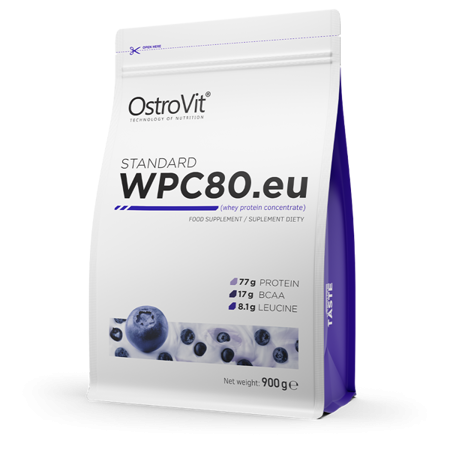 OPEN HERE
OstroVit®
TECHNOLOGY OF NUTRITION
STANDARD
WPC80.eu
(whey protein concentrate)
FOOD SUPPLEMENT / SUPLEMENT DIETY
77g PROTEIN
17g BCAA
8.1g LEUCINE
TASTE
Net weight: 900g℮